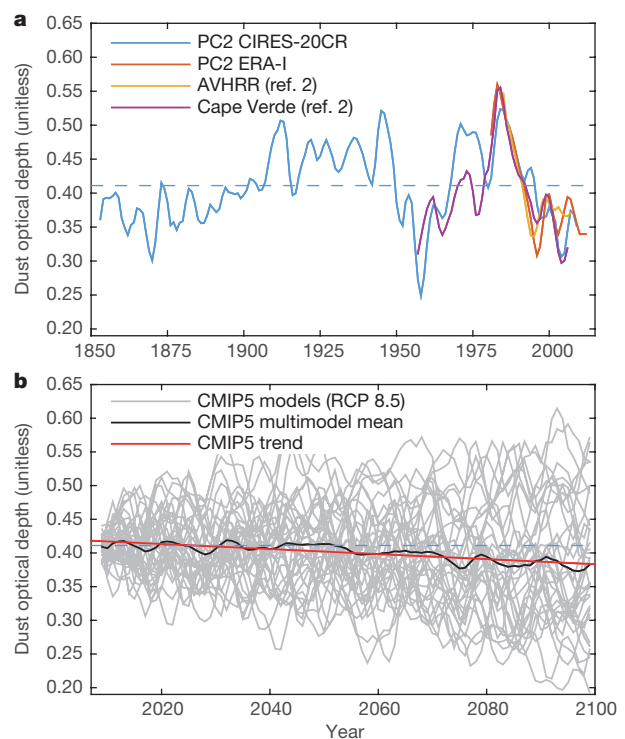 a
0.65
0.60
0.55
0.50
0.45
0.40
0.35
0.30
0.25
0.20
Dust optical depth (unitless)
PC2 CIRES-20CR
PC2 ERA-I
AVHRR (ref. 2)
Cape Verde (ref. 2)
1850 1875 1900 1925 1950 1975 2000
b
0.65
0.60
0.55
0.50
0.45
0.40
0.35
0.30
0.25
0.20
Dust optical depth (unitless)
CMIP5 models (RCP 8.5)
CMIP5 multimodel mean
CMIP5 trend
2020 2040 2060 2080 2100
Year